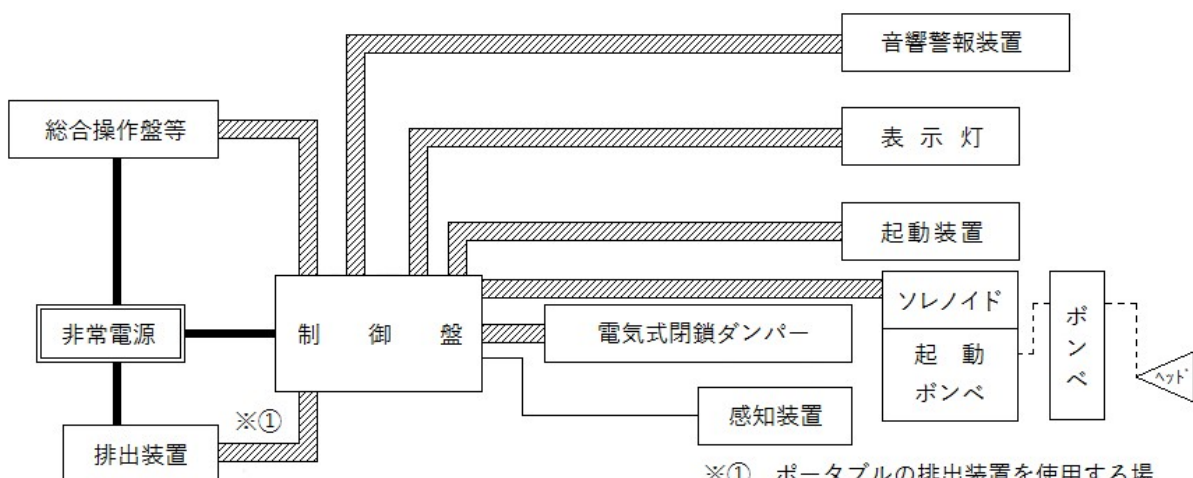 音響警報装置
総合操作盤等
表示灯
起動装置
ソレノイド
ボンベ
非常電源
制御盤
電気式閉鎖ダンパー
起動
ボンベ
ヘッド
※①
感知装置
排出装置
※① ポータブルの排出装置を使用する場